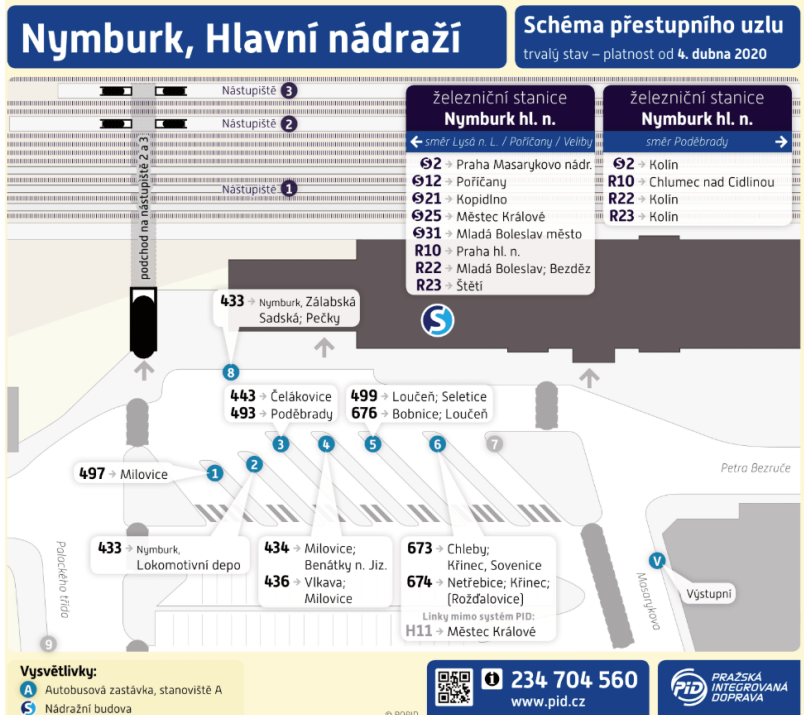 Nymburk, Hlavní nádraží
Schéma přestupního uzlu
trvalý stav – platnost od 4. dubna 2020
Nástupiště 3
Nástupiště 2
Nástupiště 1
podchod na nástupiště 2 a 3
železniční stanice
Nymburk hl. n.
← směr Lysá n. L. / Poříčany / Veliby
S2 → Praha Masarykovo nádr.
S12 → Poříčany
S21 → Kopidlno
S25 → Městec Králové
S31 → Mladá Boleslav město
R10 → Praha hl. n.
R22 → Mladá Boleslav; Bezděz
R23 → Štětí
železniční stanice
Nymburk hl. n.
směr Poděbrady →
S2 → Kolín
R10 → Chlumec nad Cidlinou
R22 → Kolín
R23 → Kolín
S
433 → Nymburk, Zálabská
Sadská; Pečky
8
443 → Čelákovice
493 → Poděbrady
499 → Loučeň; Seletice
676 → Bobnice; Loučeň
3
4
5
6
7
2
1
497 → Milovice
Petra Bezruče
433 → Nymburk,
Lokomotivní depo
434 → Milovice;
Benátky n. Jiz.
436 → Vlkava;
Milovice
673 → Chleby;
Křinec, Sovenice
674 → Netřebice; Křinec;
(Rožďalovice)
Linky mimo systém PID:
H11 → Městec Králové
Palackého třída
9
Masarykova
V
Výstupní
Vysvětlivky:
A Autobusová zastávka, stanoviště A
S Nádražní budova
© ROPID
i 234 704 560
www.pid.cz
PID PRAŽSKÁ
INTEGROVANÁ
DOPRAVA